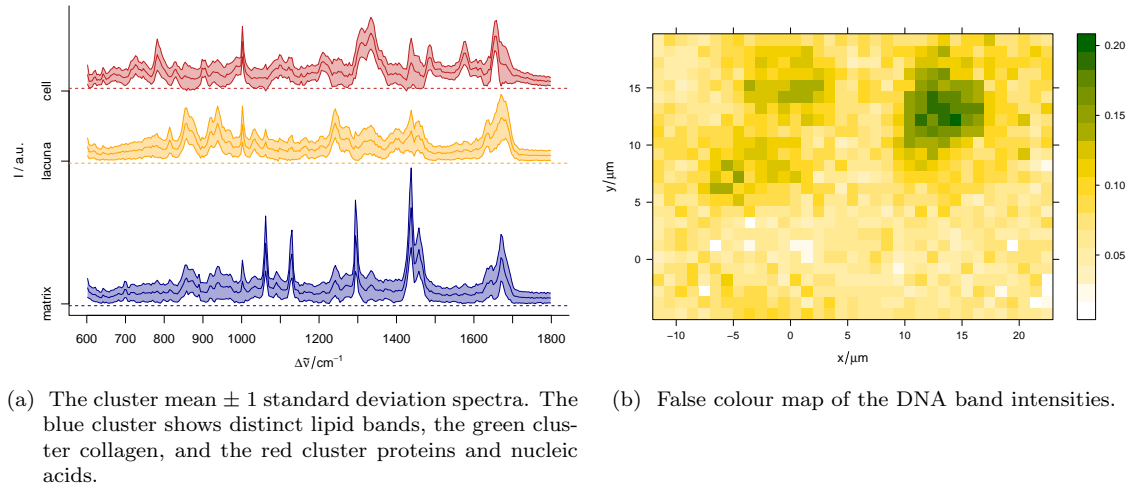 I / a.u.
cell
lacuna
matrix
600 700 800 900 1000 1200 1400 1600 1800
Δν̃/cm⁻¹
y/μm
15
10
5
0
−10 −5 0 5 10 15 20
x/μm
0.20
0.15
0.10
0.05
(a) The cluster mean ± 1 standard deviation spectra. The
blue cluster shows distinct lipid bands, the green clus-
ter collagen, and the red cluster proteins and nucleic
acids.
(b) False colour map of the DNA band intensities.